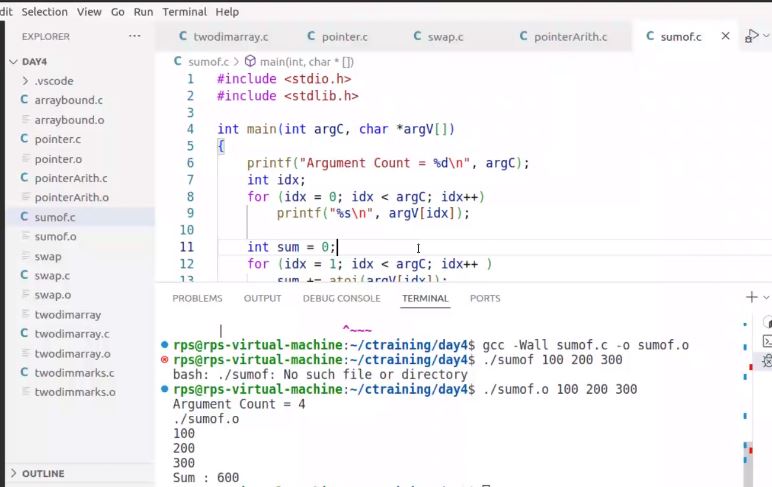 dit Selection View Go Run Terminal Help
EXPLORER ...
DAY4
.vscode
arraybound.c
arraybound.o
pointer.c
pointer.o
pointerArith.c
pointerArith.o
sumof.c
sumof.o
swap
swap.c
swap.o
twodimarray
twodimarray.c
twodimarray.o
twodimmarks.c
twodimmarks.o
OUTLINE
C twodimarray.c C pointer.c C swap.c C pointerArith.c C sumof.c
C sumof.c > main(int, char * [])
1 #include <stdio.h>
2 #include <stdlib.h>
3
4 int main(int argC, char *argV[])
5 {
6 printf("Argument Count = %d\n", argC);
7 int idx;
8 for (idx = 0; idx < argC; idx++)
9 printf("%s\n", argV[idx]);
10
11 int sum = 0;
12 for (idx = 1; idx < argC; idx++ )
13 sum += atoi(argV[idx]);
PROBLEMS OUTPUT DEBUG CONSOLE TERMINAL PORTS
| ^~~~
rps@rps-virtual-machine:~/ctraining/day4$ gcc -Wall sumof.c -o sumof.o
rps@rps-virtual-machine:~/ctraining/day4$ ./sumof 100 200 300
bash: ./sumof: No such file or directory
rps@rps-virtual-machine:~/ctraining/day4$ ./sumof.o 100 200 300
Argument Count = 4
./sumof.o
100
200
300
Sum : 600